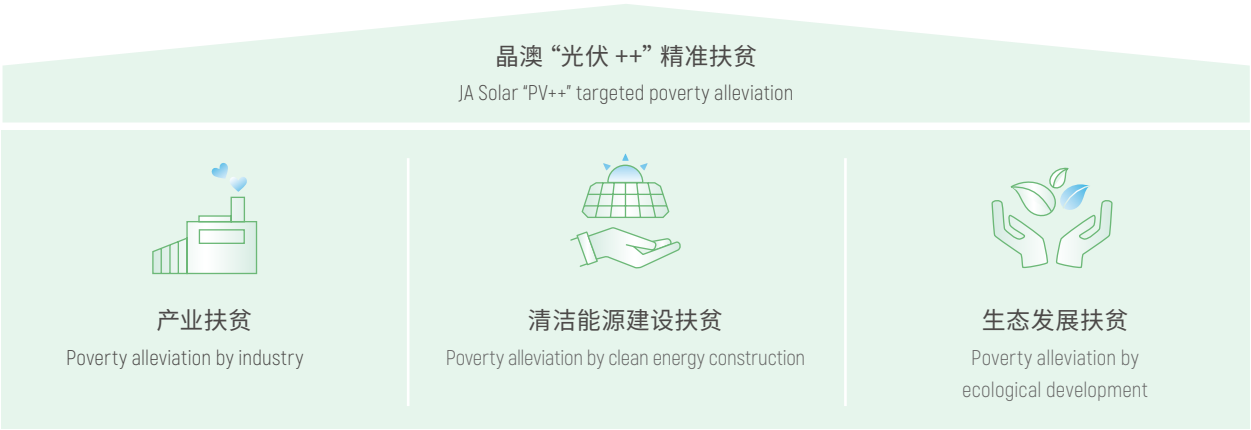 晶澳 “光伏 ++” 精准扶贫
JA Solar “PV++” targeted poverty alleviation
产业扶贫
Poverty alleviation by industry
清洁能源建设扶贫
Poverty alleviation by clean energy construction
生态发展扶贫
Poverty alleviation by
ecological development